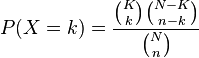 P(X = k) = \frac{\binom{K}{k}\binom{N-K}{n-k}}{\binom{N}{n}}